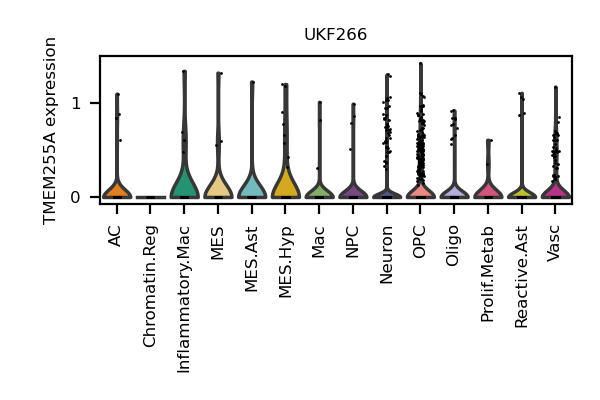 UKF266
TMEM255A expression
1
0
AC
Chromatin.Reg
Inflammatory.Mac
MES
MES.Ast
MES.Hyp
Mac
NPC
Neuron
OPC
Oligo
Prolif.Metab
Reactive.Ast
Vasc